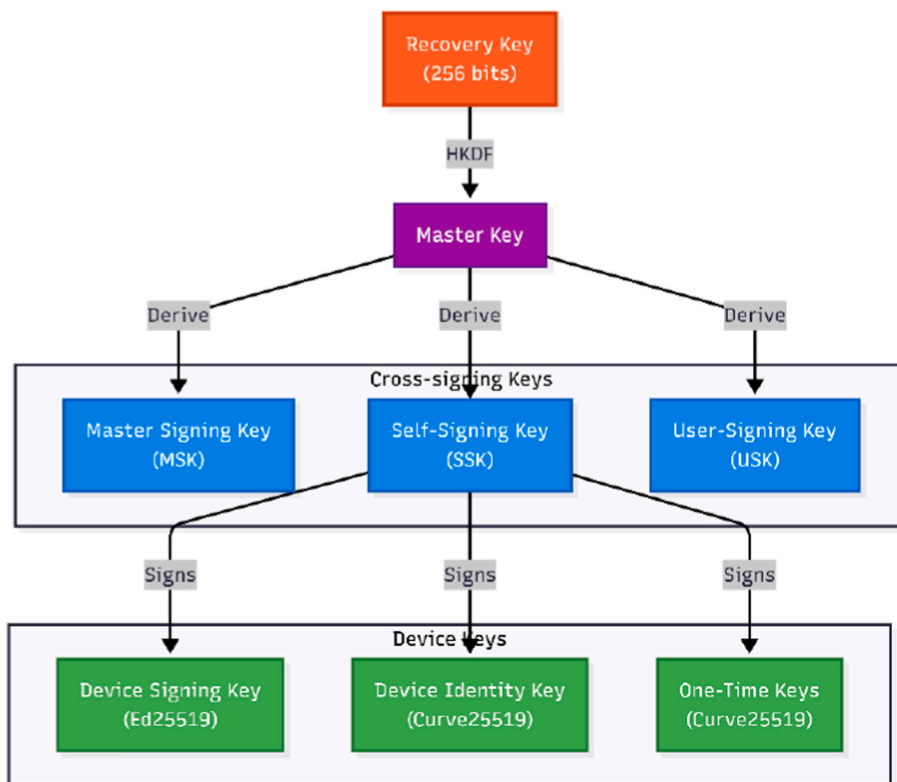 Recovery Key
(256 bits)
HKDF
Master Key
Derive
Derive
Derive
Cross-signing Keys
Master Signing Key
(MSK)
Self-Signing Key
(SSK)
User-Signing Key
(USK)
Signs
Signs
Signs
Device Keys
Device Signing Key
(Ed25519)
Device Identity Key
(Curve25519)
One-Time Keys
(Curve25519)